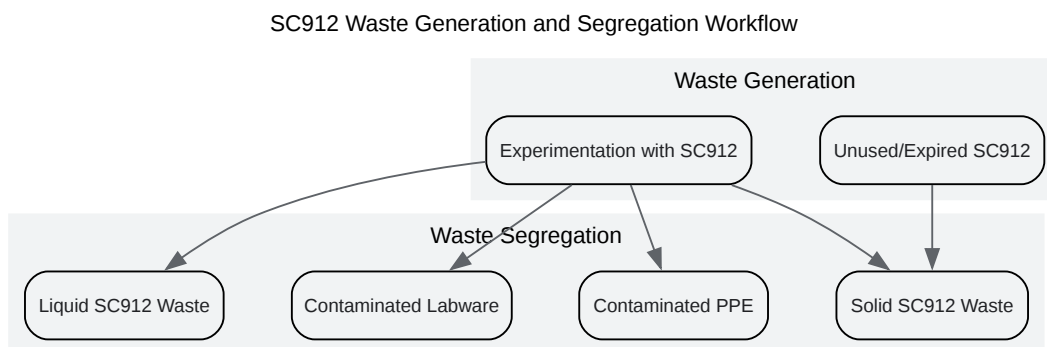 SC912 Waste Generation and Segregation Workflow
Waste Generation
Experimentation with SC912
Unused/Expired SC912
Waste Segregation
Liquid SC912 Waste
Contaminated Labware
Contaminated PPE
Solid SC912 Waste